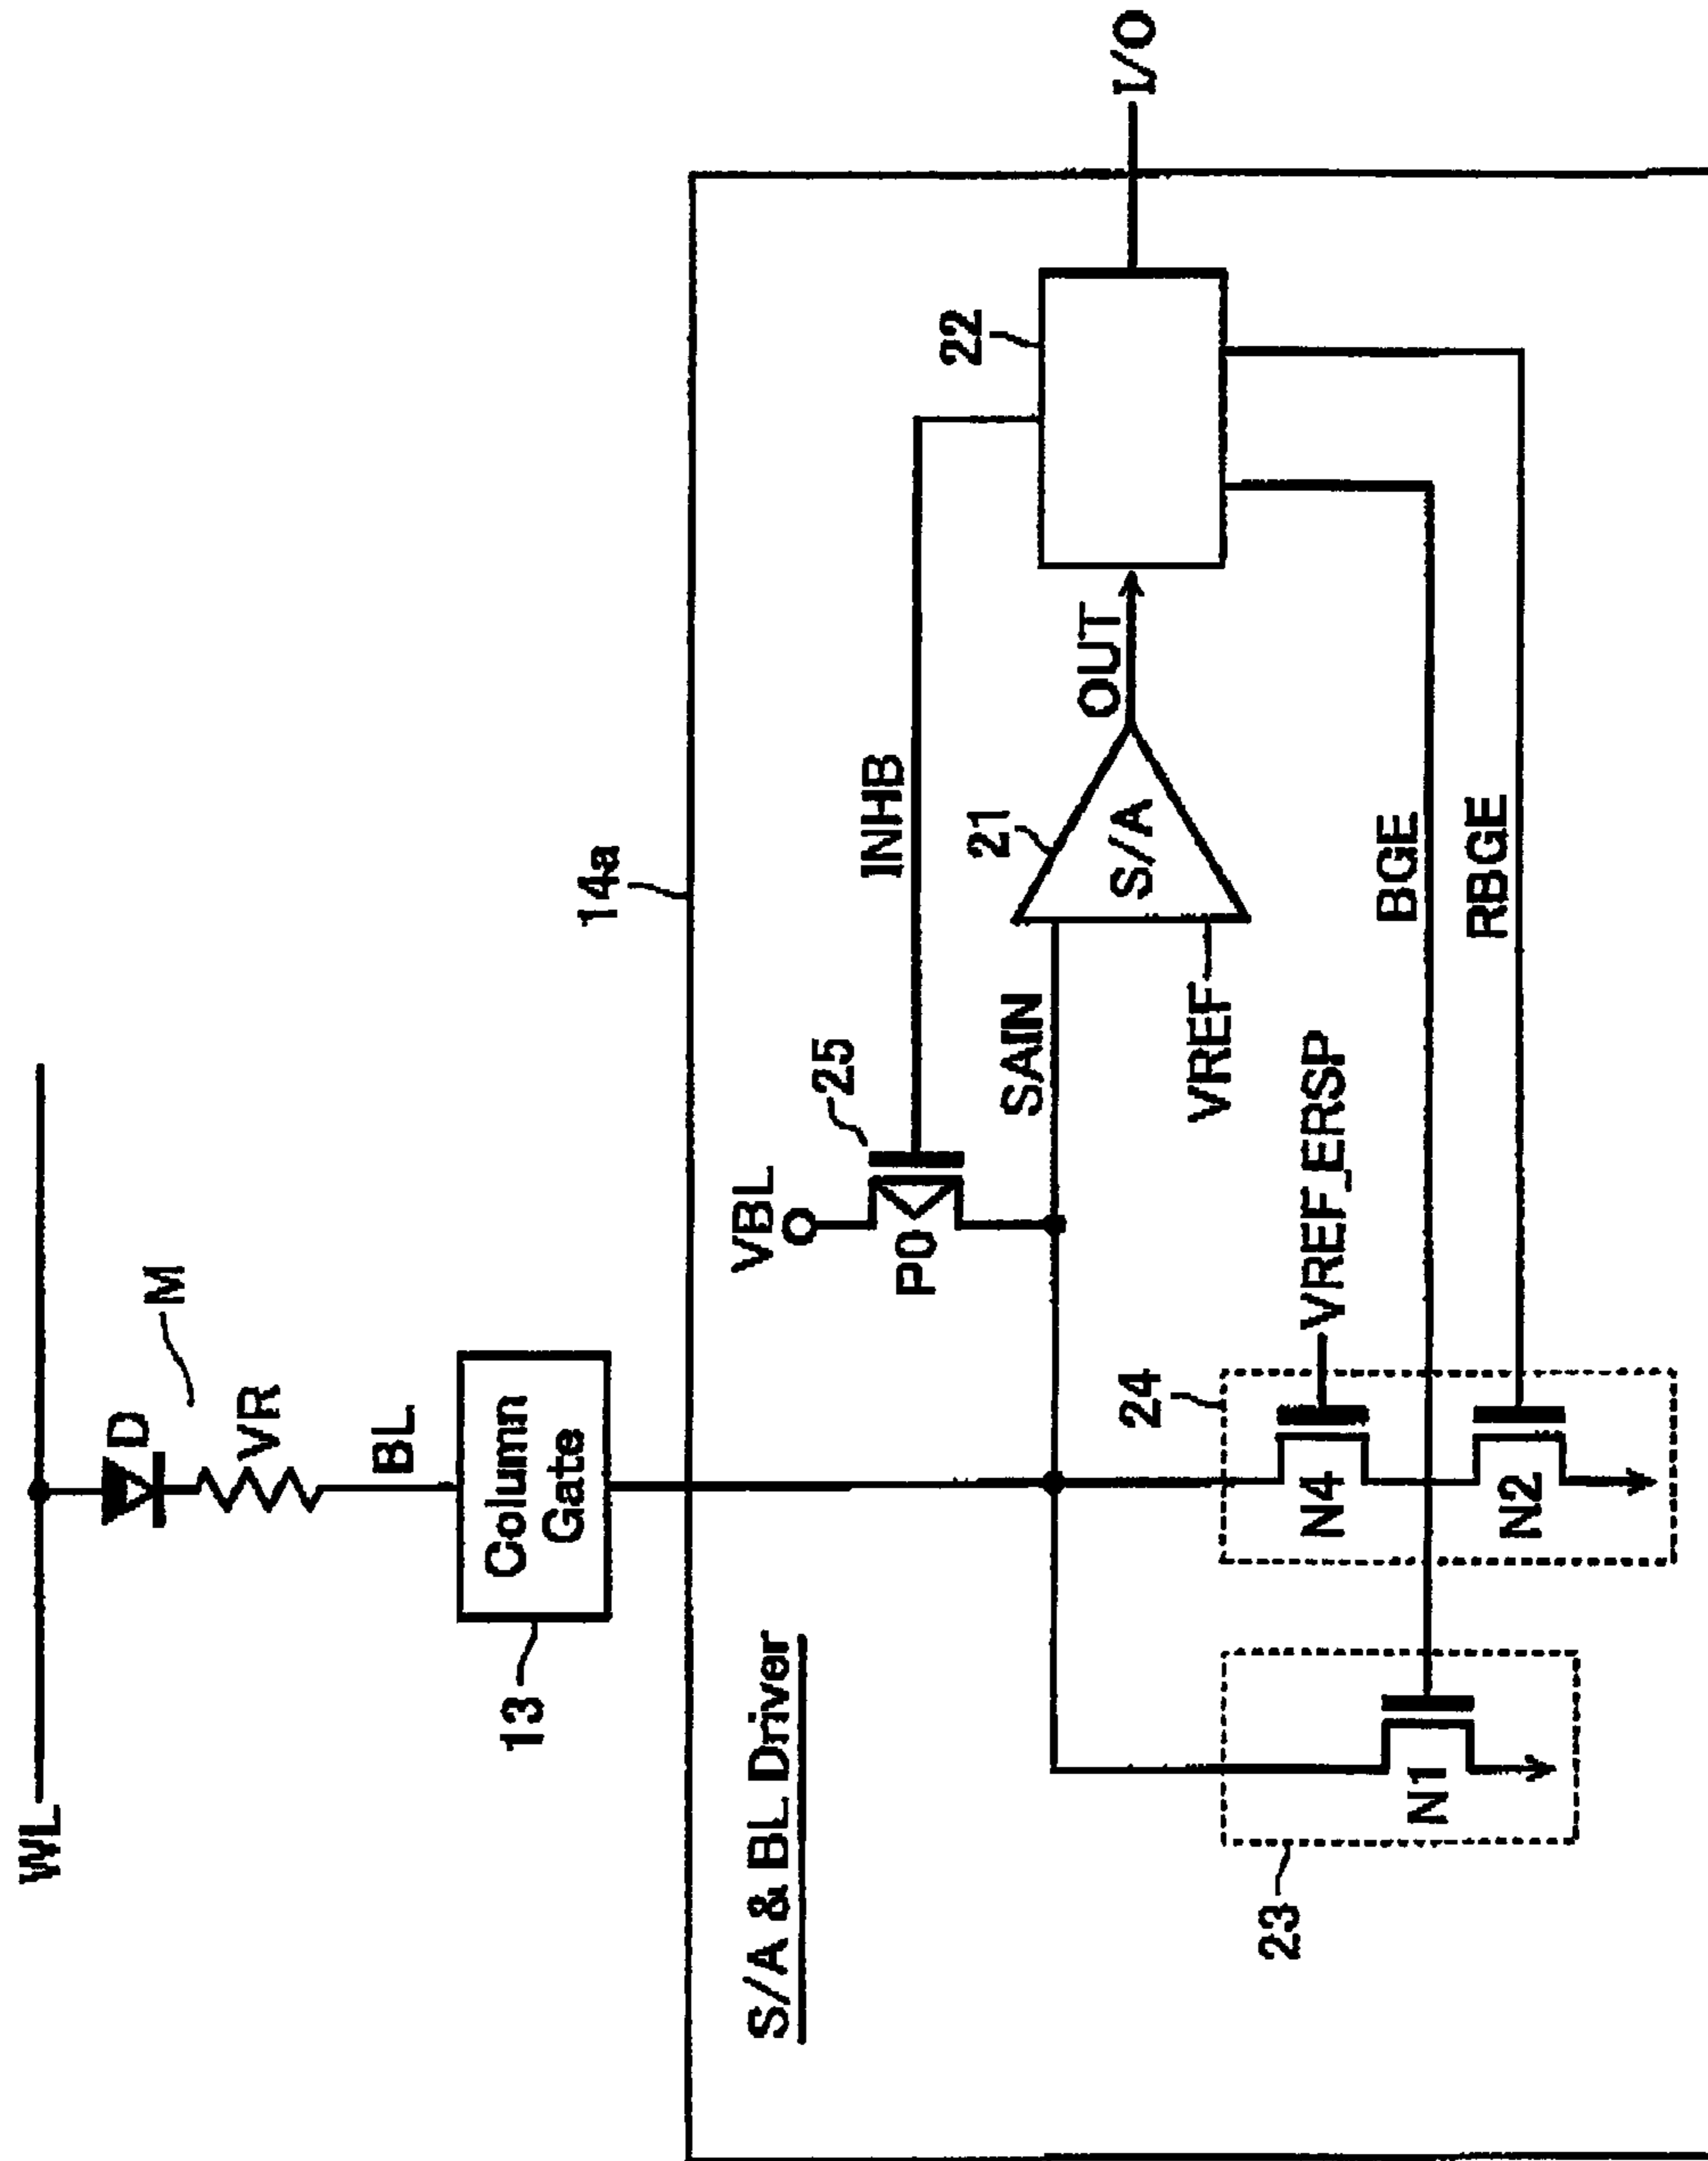 WL
D
M
VR
BL
Column
Gate
13
14a
S/A & BL Driver
VBL
25
P0
INHB
22
I/O
SAIN
21
S/A
OUT
VREF
24
VREF_ERSP
N4
BGE
N2
RBGE
23
N1